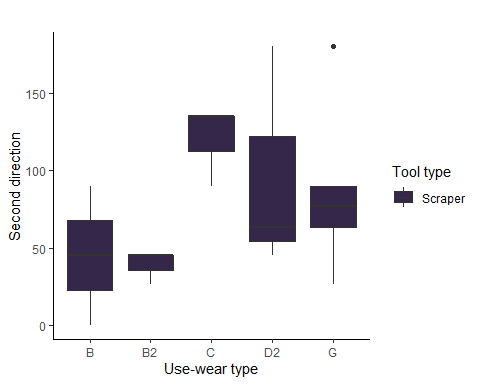 Second direction
150
100
50
0
B B2 C D2 G
Use-wear type
Tool type
Scraper